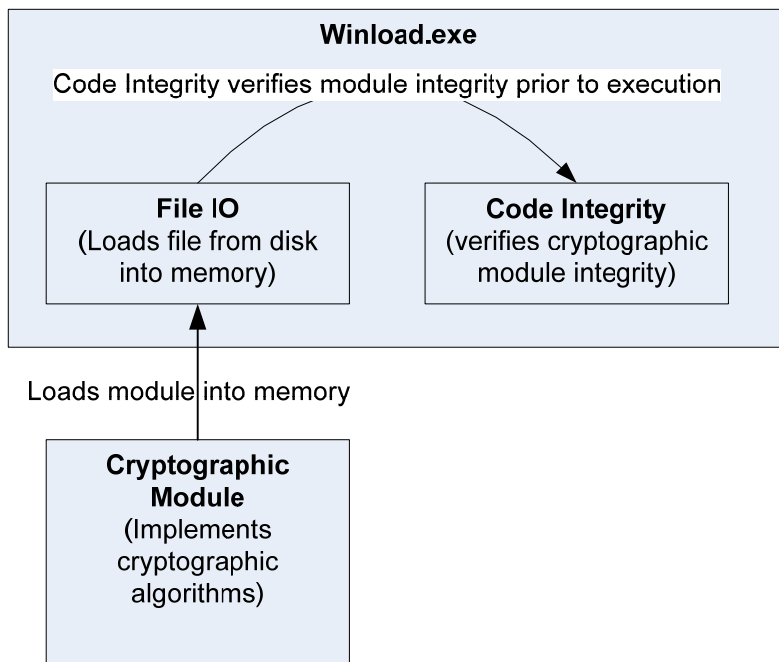 Winload.exe
Code Integrity verifies module integrity prior to execution
File IO
(Loads file from disk
into memory)
Code Integrity
(verifies cryptographic
module integrity)
Loads module into memory
Cryptographic
Module
(Implements
cryptographic
algorithms)